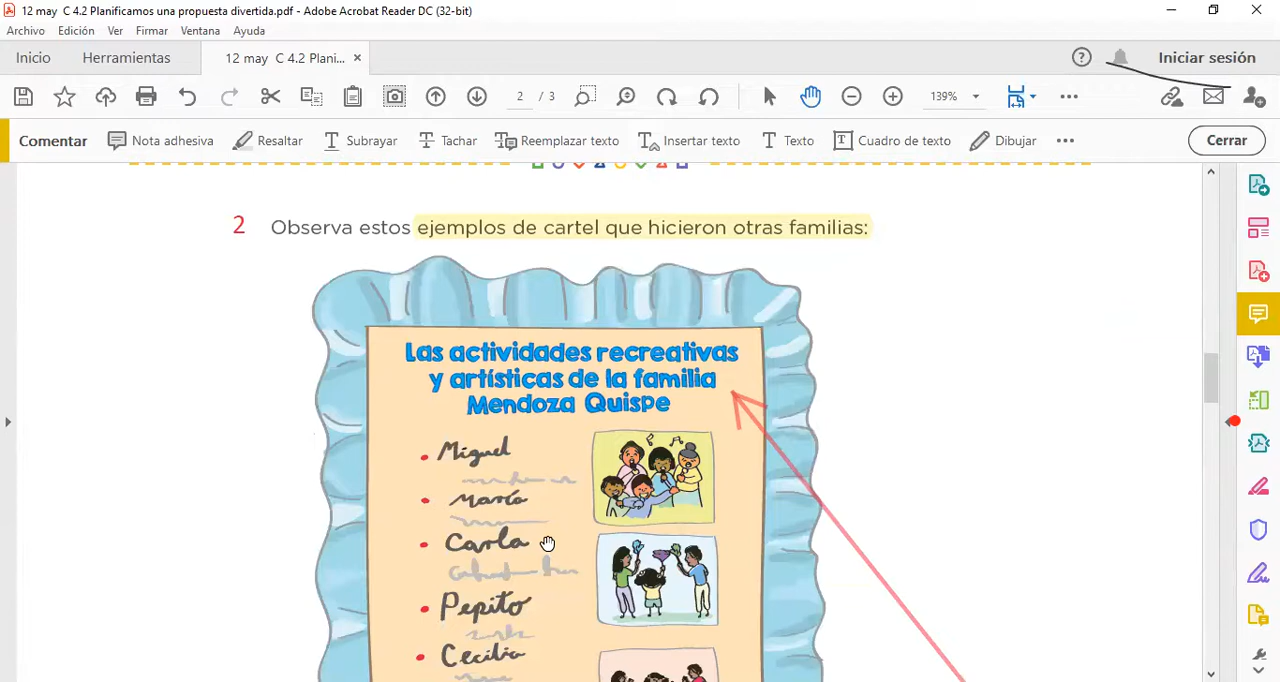 12 may C 4.2 Planificamos una propuesta divertida.pdf - Adobe Acrobat Reader DC (32-bit)
Archivo Edición Ver Firmar Ventana Ayuda
Inicio Herramientas 12 may C 4.2 Plani... × Iniciar sesión
2 / 3 139%
Comentar Nota adhesiva Resaltar Subrayar Tachar Reemplazar texto Insertar texto Texto Cuadro de texto Dibujar Cerrar
2 Observa estos ejemplos de cartel que hicieron otras familias:
Las actividades recreativas
y artísticas de la familia
Mendoza Quispe
Miguel
María
Carla
Pepito
Cecilia